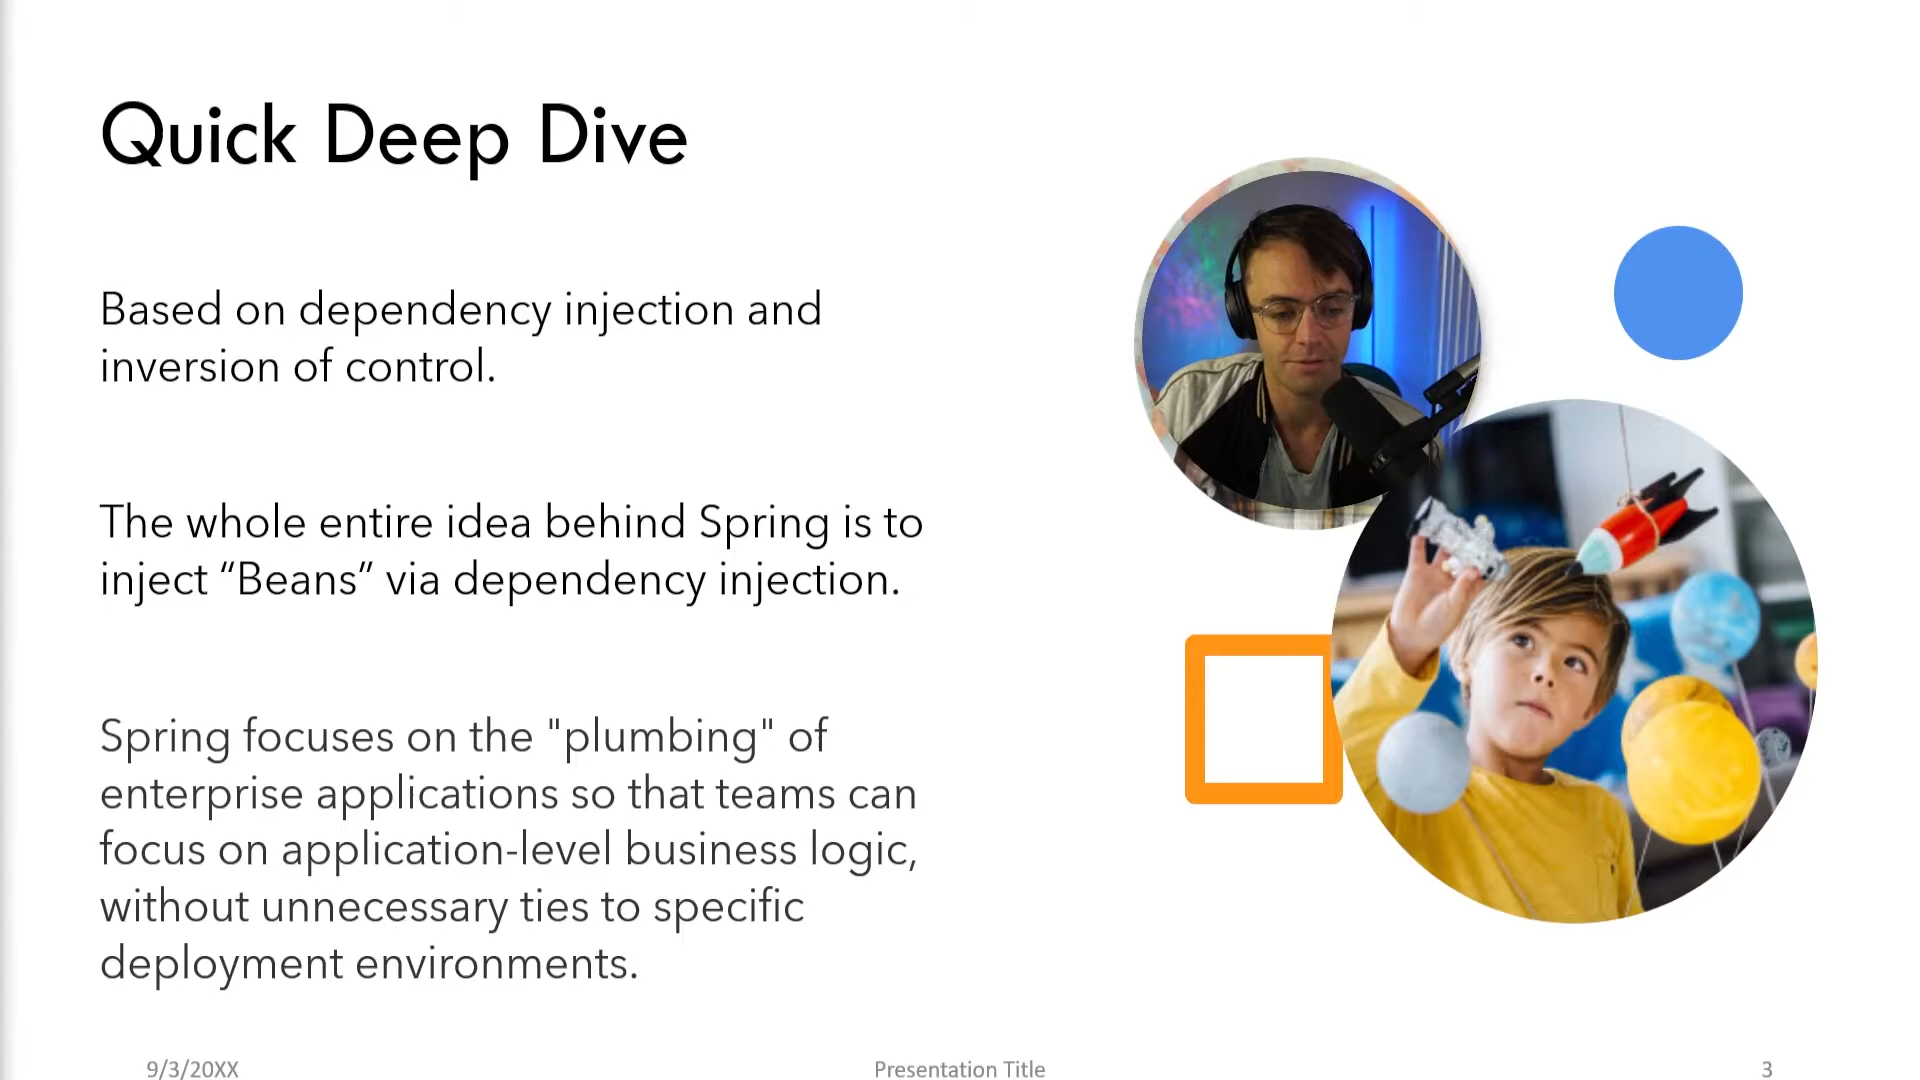 Quick Deep Dive
Based on dependency injection and
inversion of control.
The whole entire idea behind Spring is to
inject “Beans” via dependency injection.
Spring focuses on the "plumbing" of
enterprise applications so that teams can
focus on application-level business logic,
without unnecessary ties to specific
deployment environments.
9/3/20XX
Presentation Title
3